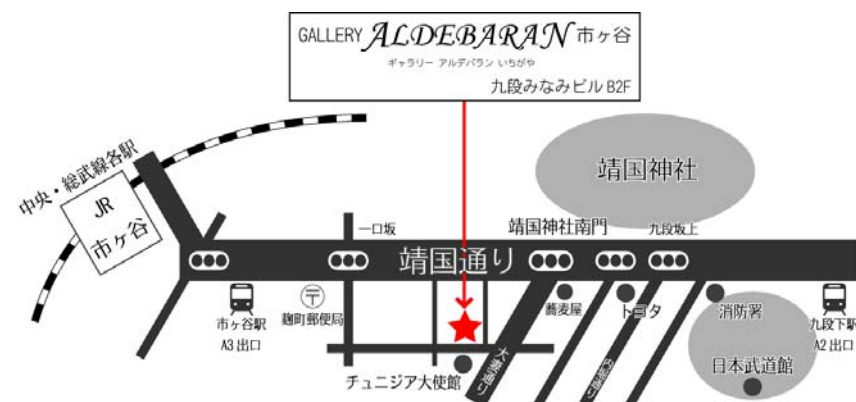 GALLERY ALDEBARAN 市ヶ谷
ギャラリー アルデバラン いちがや
九段みなみビル B2F
中央・総武線各駅
JR
市ヶ谷
靖国神社
一口坂
靖国神社南門
九段坂上
靖国通り
市ヶ谷駅
A3 出口
〒
麹町郵便局
蕎麦屋
トヨタ
消防署
九段下駅
A2 出口
チュニジア大使館
大妻通り
内堀通り
日本武道館